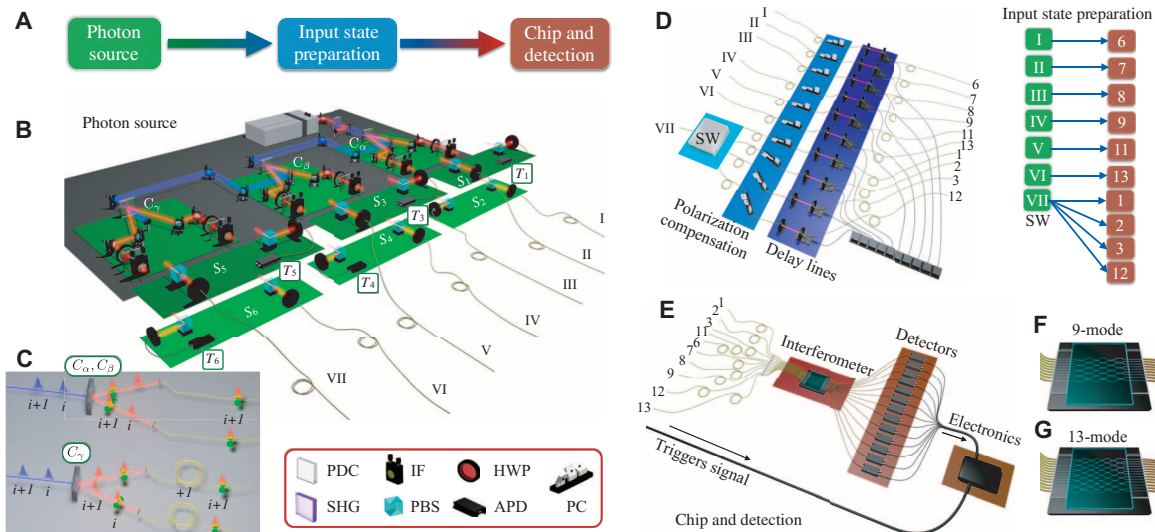 A
Photon
source
Input state
preparation
Chip and
detection
B
Photon source
Cα
Cβ
Cγ
S1
T1
S2
S3
T3
S4
T4
S5
T5
S6
T6
I
II
III
IV
V
VI
VII
C
Cα, Cβ
i+1
i
i+1
i
i+1
Cγ
i+1
i
i+1
i
+1
i
i
PDC
IF
HWP
SHG
PBS
APD
PC
D
I
II
III
IV
V
VI
VII
SW
6
7
8
9
11
13
1
2
3
12
Polarization
compensation
Delay lines
Input state preparation
I
6
II
7
III
8
IV
9
V
11
VI
13
VII
1
SW
2
3
12
E
1
2
3
11
6
7
8
9
12
13
Interferometer
Detectors
Electronics
Triggers signal
Chip and detection
F
9-mode
G
13-mode